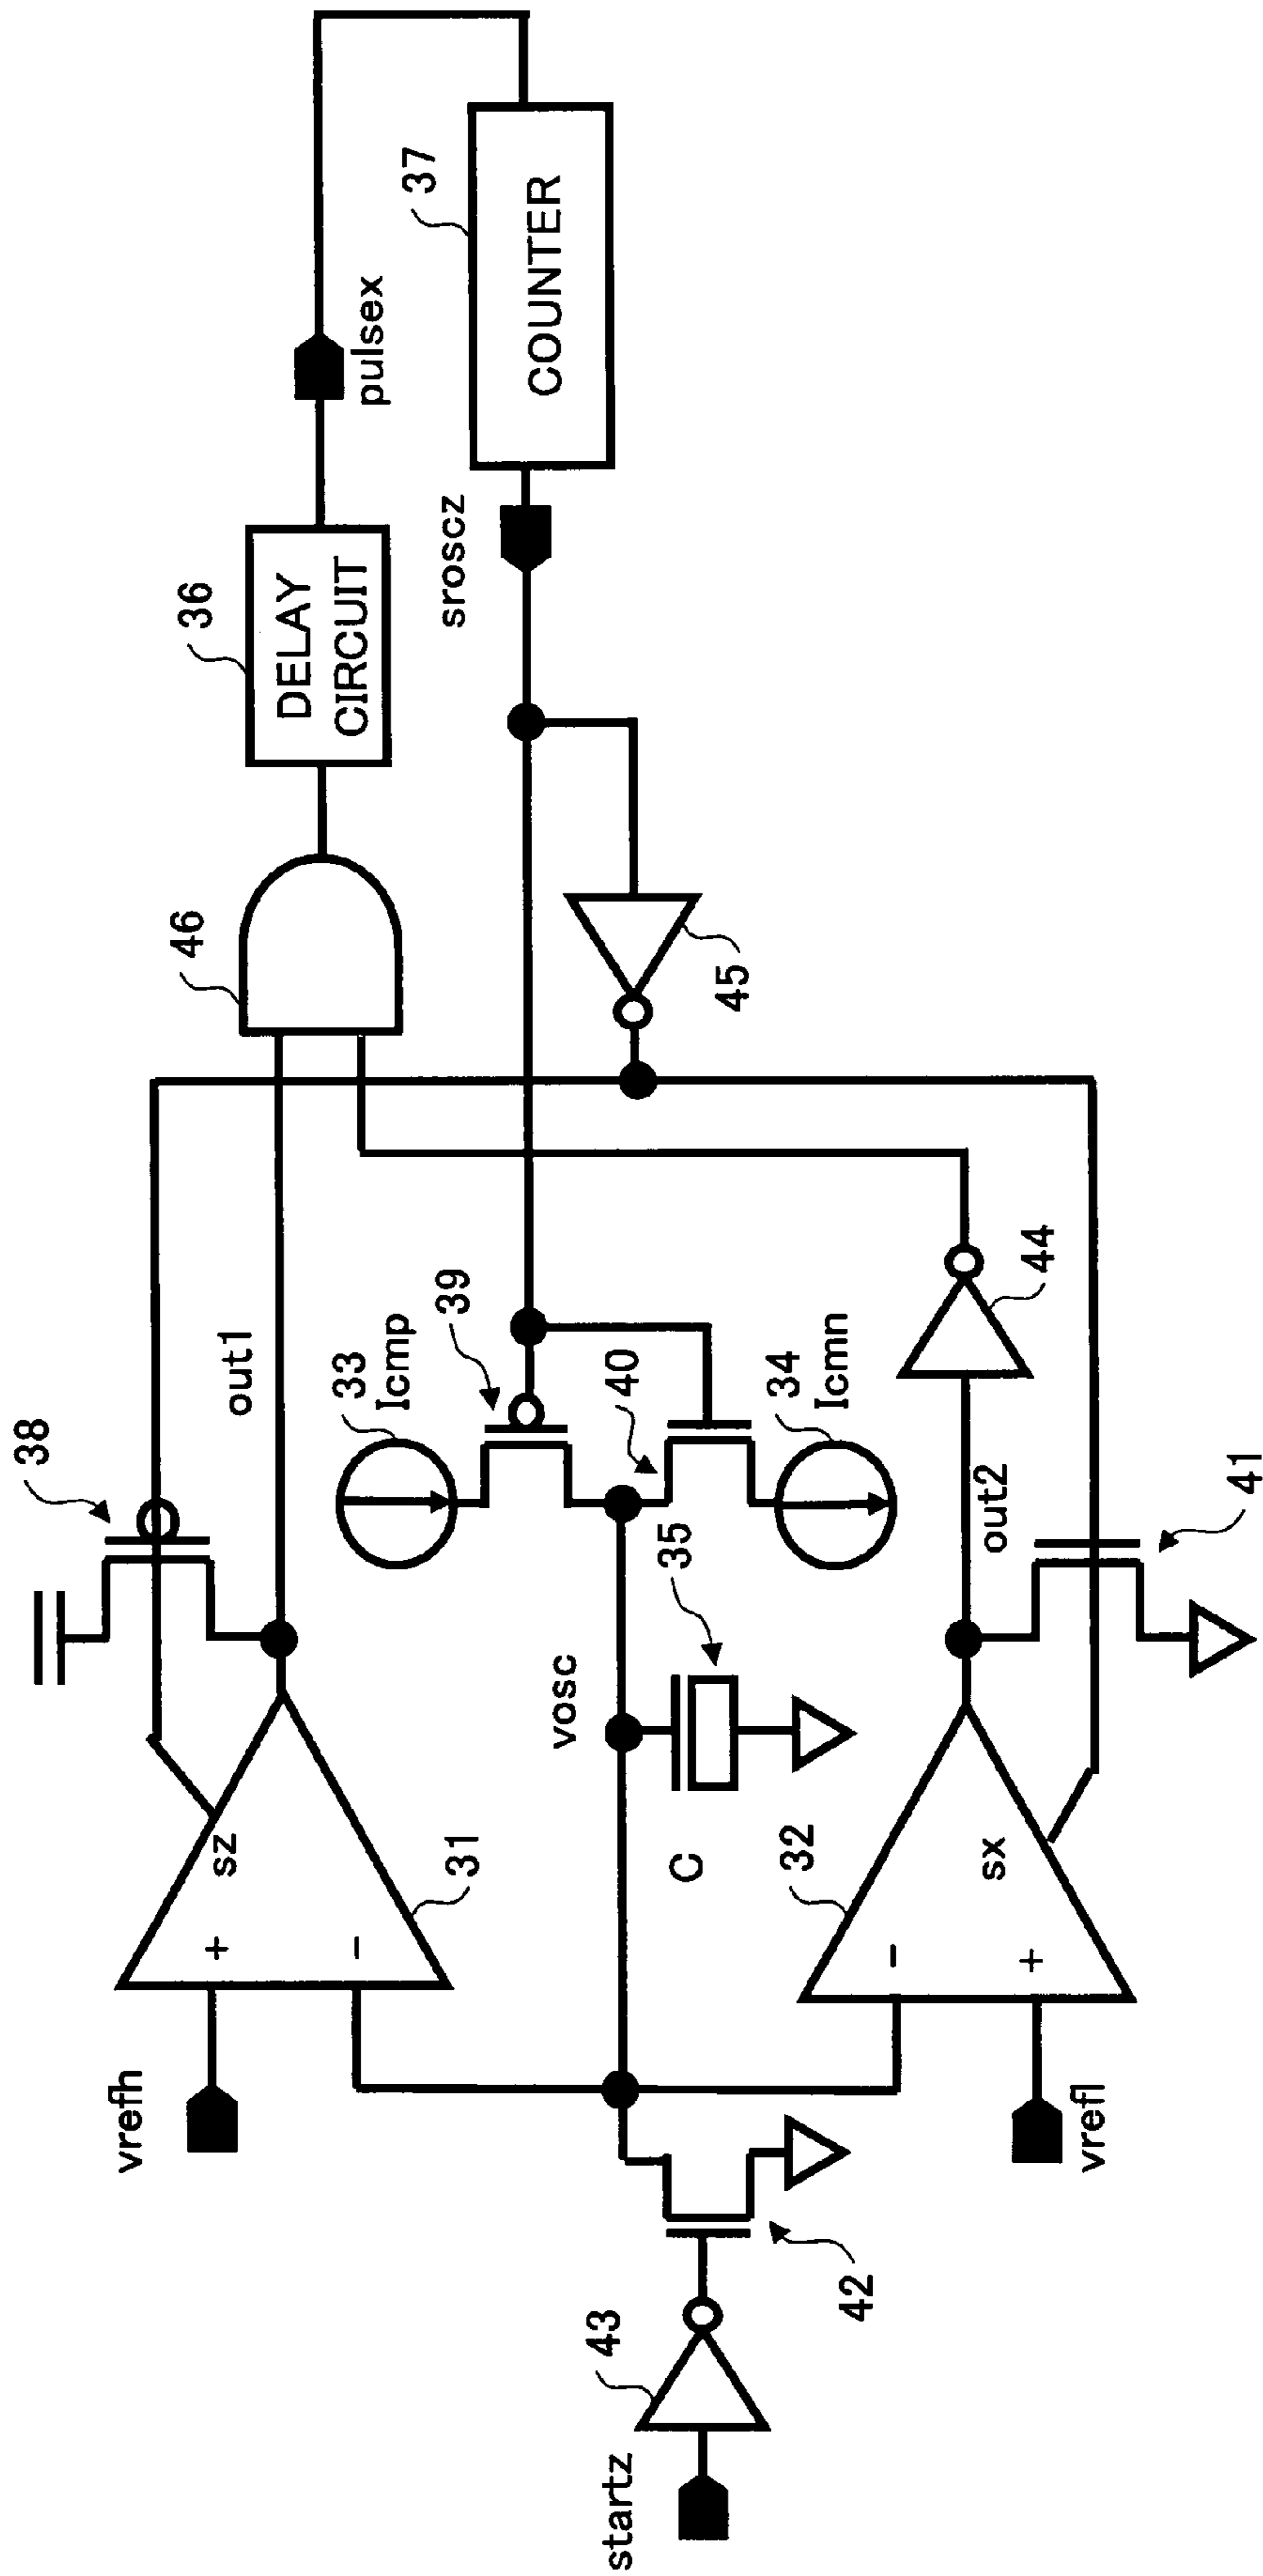 38
46
36
DELAY
CIRCUIT
pulsex
37
COUNTER
sroscz
out1
33
Icmp
39
40
34
Icmn
45
vrefh
sz
+
−
31
vosc
35
C
43
startz
42
32
−
+
sx
vrefl
out2
44
41